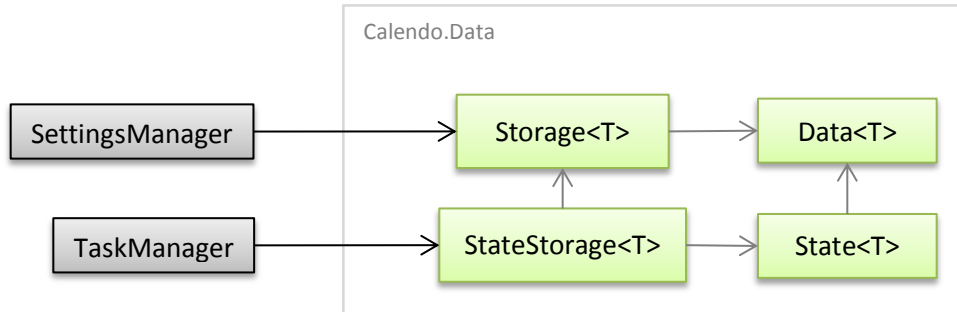 Calendo.Data
SettingsManager
Storage<T>
Data<T>
TaskManager
StateStorage<T>
State<T>